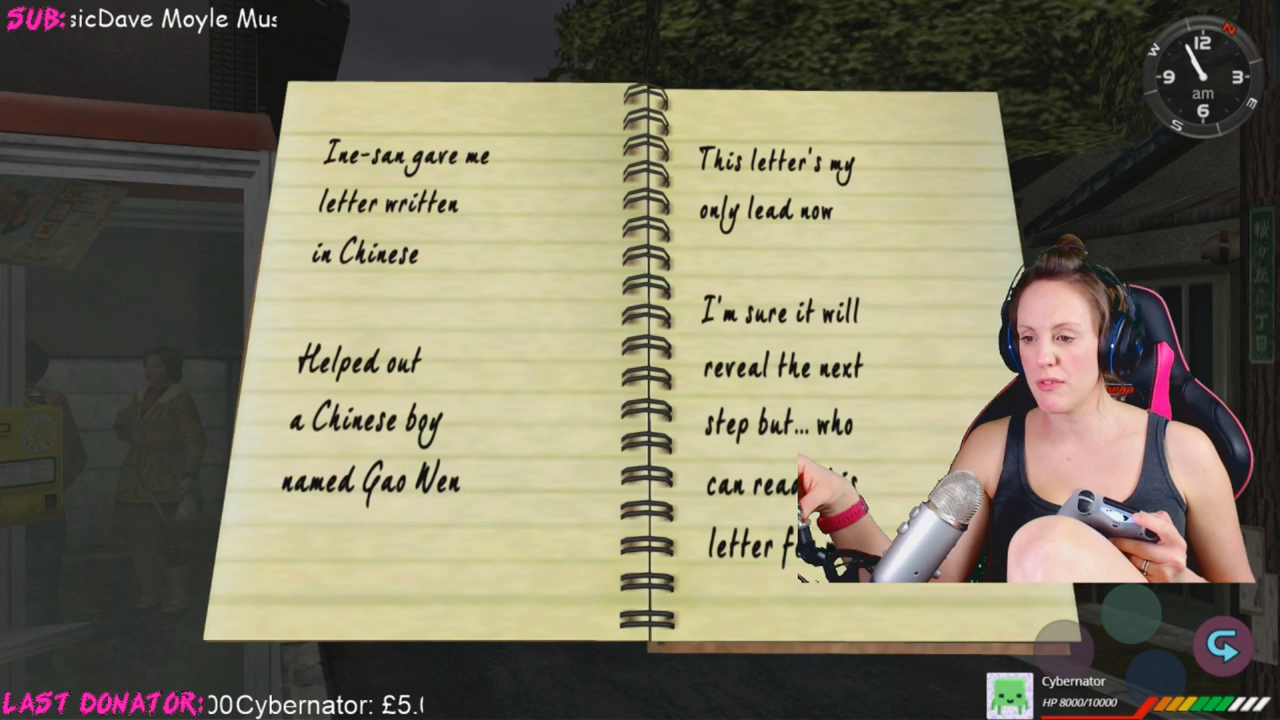 SUB:
sicDave Moyle Mus
N
W
12
9
3
am
6
E
S
Ine-san gave me
letter written
in Chinese
Helped out
a Chinese boy
named Gao Wen
This letter's my
only lead now
I'm sure it will
reveal the next
step but... who
can read
letter
LAST DONATOR:
00Cybernator: £5.0
Cybernator
HP 8000/10000